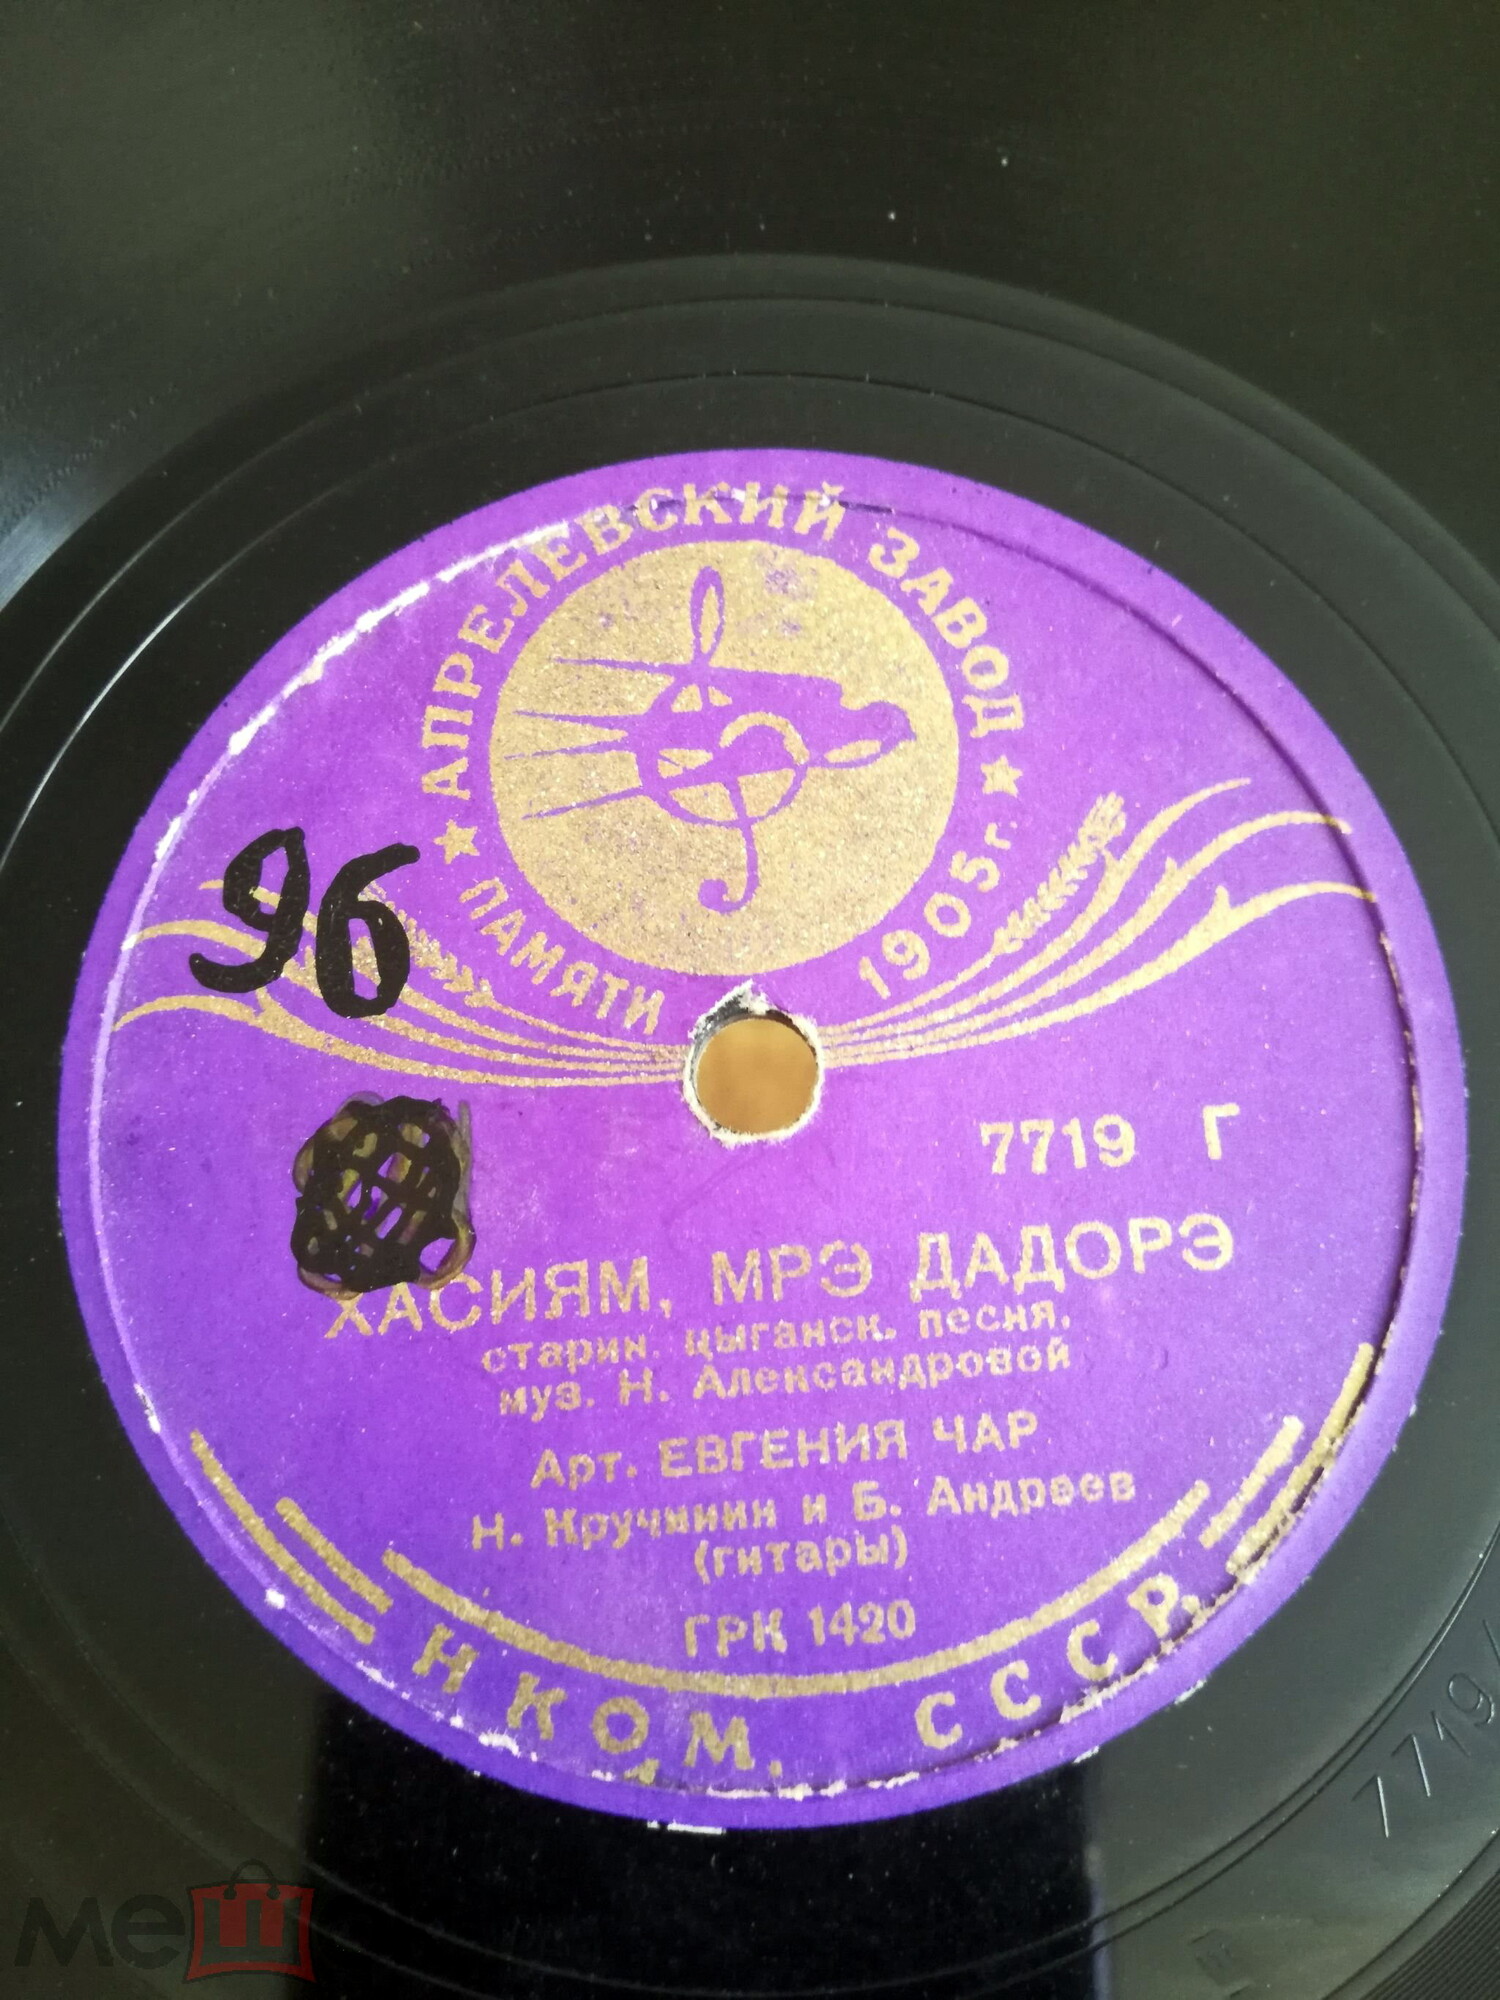 АПРЕЛЕВСКИЙ ЗАВОД
ПАМЯТИ 1905 г.
96
7719 Г
ХАСИЯМ, МРЭ ДАДОРЭ
старин. цыганск. песня,
муз. Н. Александровой
Арт. ЕВГЕНИЯ ЧАР
Н. Кручинин и Б. Андреев
(гитары)
ГРК 1420
НКОМ. СССР
7719
меш